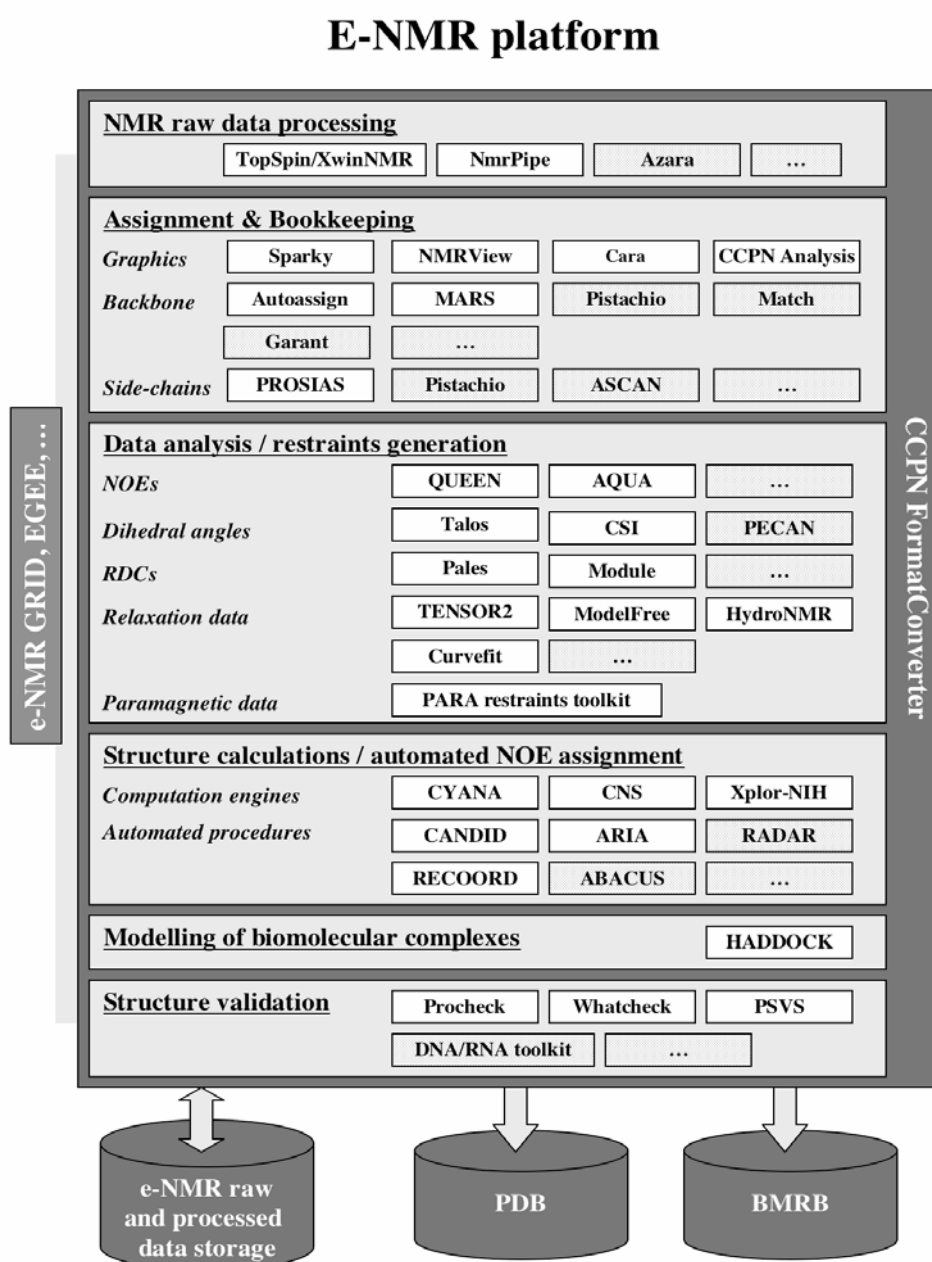 E-NMR platform
NMR raw data processing
TopSpin/XwinNMR NmrPipe Azara …
Assignment & Bookkeeping
Graphics Sparky NMRView Cara CCPN Analysis
Backbone Autoassign MARS Pistachio Match
Garant …
Side-chains PROSIAS Pistachio ASCAN …
Data analysis / restraints generation
NOEs QUEEN AQUA …
Dihedral angles Talos CSI PECAN
RDCs Pales Module …
Relaxation data TENSOR2 ModelFree HydroNMR
Curvefit …
Paramagnetic data PARA restraints toolkit
Structure calculations / automated NOE assignment
Computation engines CYANA CNS Xplor-NIH
Automated procedures CANDID ARIA RADAR
RECOORD ABACUS …
Modelling of biomolecular complexes HADDOCK
Structure validation Procheck Whatcheck PSVS
DNA/RNA toolkit …
e-NMR GRID, EGEE, …
CCPN FormatConverter
e-NMR raw
and processed
data storage
PDB
BMRB